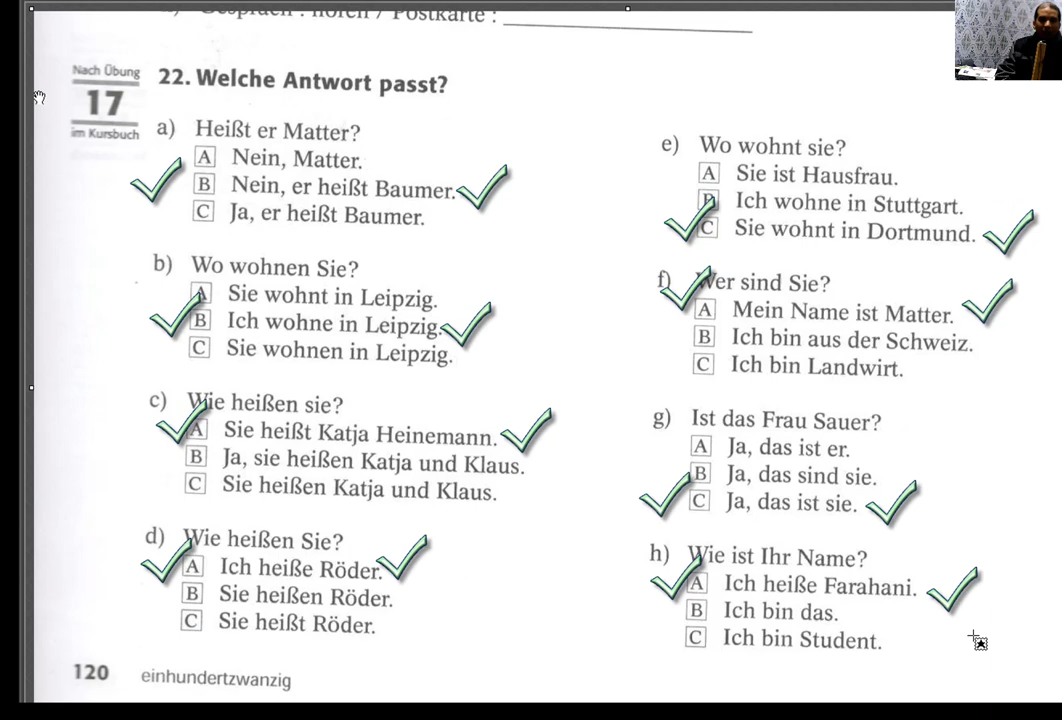 Gespräch : hören / Postkarte :
Nach Übung
17
im Kursbuch
22. Welche Antwort passt?
a) Heißt er Matter?
A Nein, Matter.
B Nein, er heißt Baumer.
C Ja, er heißt Baumer.
b) Wo wohnen Sie?
A Sie wohnt in Leipzig.
B Ich wohne in Leipzig.
C Sie wohnen in Leipzig.
c) Wie heißen sie?
A Sie heißt Katja Heinemann.
B Ja, sie heißen Katja und Klaus.
C Sie heißen Katja und Klaus.
d) Wie heißen Sie?
A Ich heiße Röder.
B Sie heißen Röder.
C Sie heißt Röder.
e) Wo wohnt sie?
A Sie ist Hausfrau.
B Ich wohne in Stuttgart.
C Sie wohnt in Dortmund.
f) Wer sind Sie?
A Mein Name ist Matter.
B Ich bin aus der Schweiz.
C Ich bin Landwirt.
g) Ist das Frau Sauer?
A Ja, das ist er.
B Ja, das sind sie.
C Ja, das ist sie.
h) Wie ist Ihr Name?
A Ich heiße Farahani.
B Ich bin das.
C Ich bin Student.
120 einhundertzwanzig